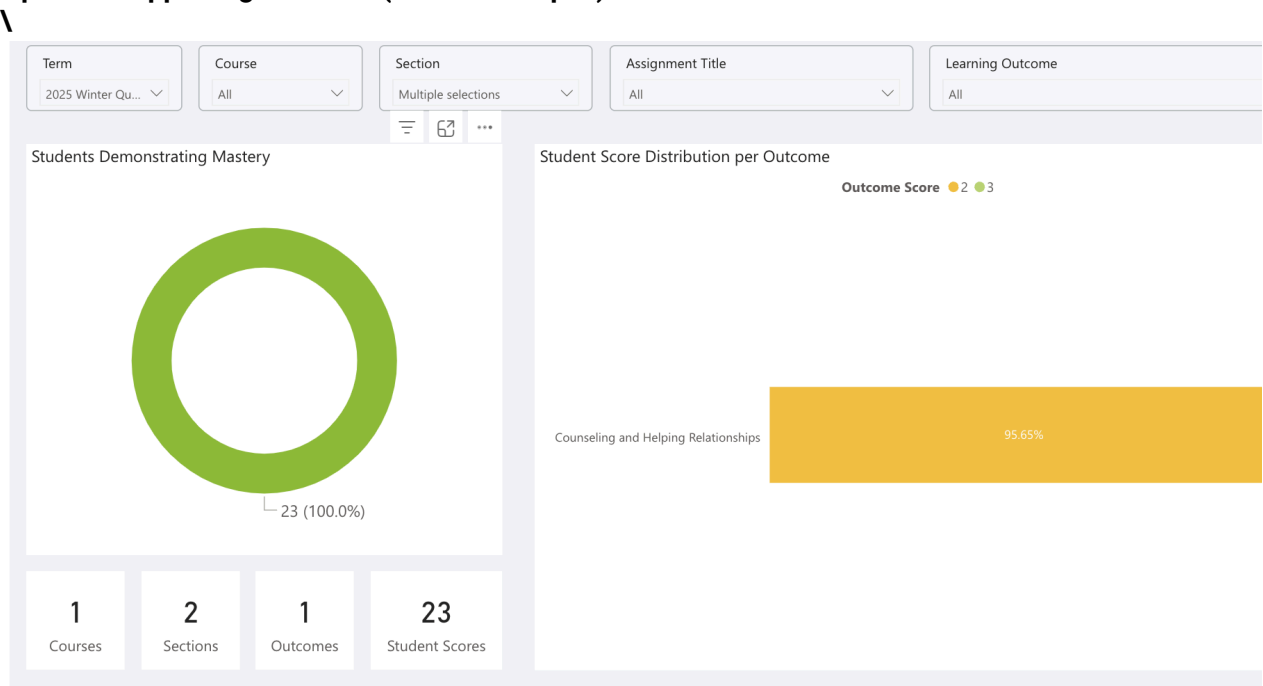 \
Term Course Section Assignment Title Learning Outcome
2025 Winter Qu... All Multiple selections All All
Students Demonstrating Mastery
23 (100.0%)
1 2 1 23
Courses Sections Outcomes Student Scores
Student Score Distribution per Outcome
Outcome Score 2 3
Counseling and Helping Relationships 95.65%